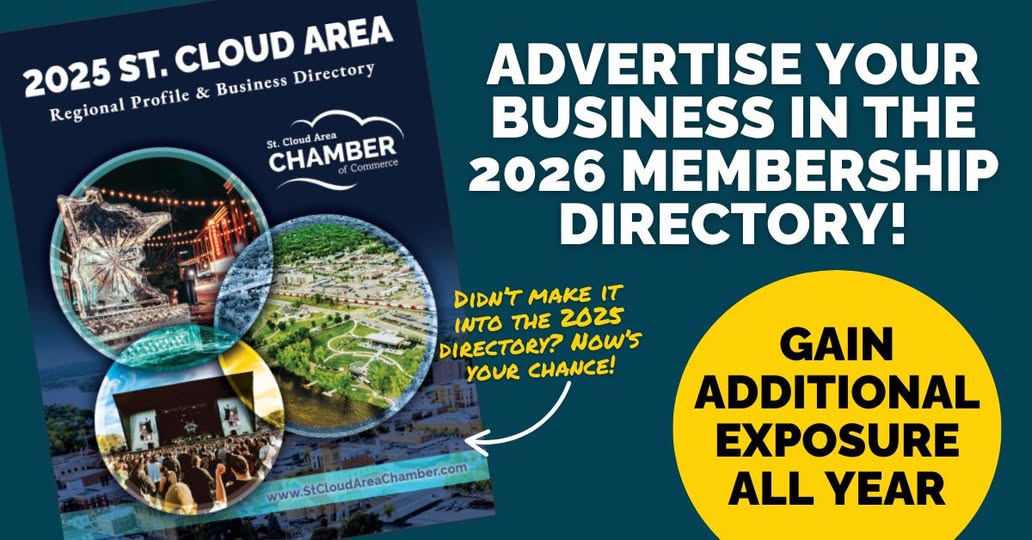 2025 ST. CLOUD AREA
Regional Profile & Business Directory
St. Cloud Area
CHAMBER
of Commerce
www.StCloudAreaChamber.com
ADVERTISE YOUR
BUSINESS IN THE
2026 MEMBERSHIP
DIRECTORY!
DIDN'T MAKE IT
INTO THE 2025
DIRECTORY? NOW'S
YOUR CHANCE!
GAIN
ADDITIONAL
EXPOSURE
ALL YEAR